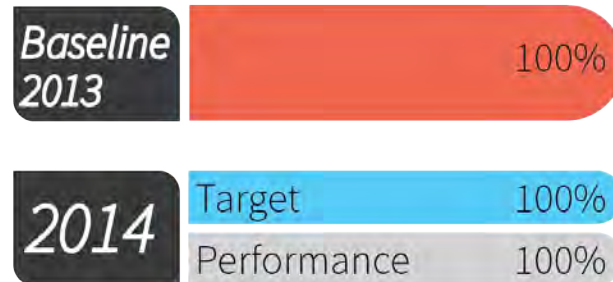 Baseline
2013
100%
2014
Target 100%
Performance 100%